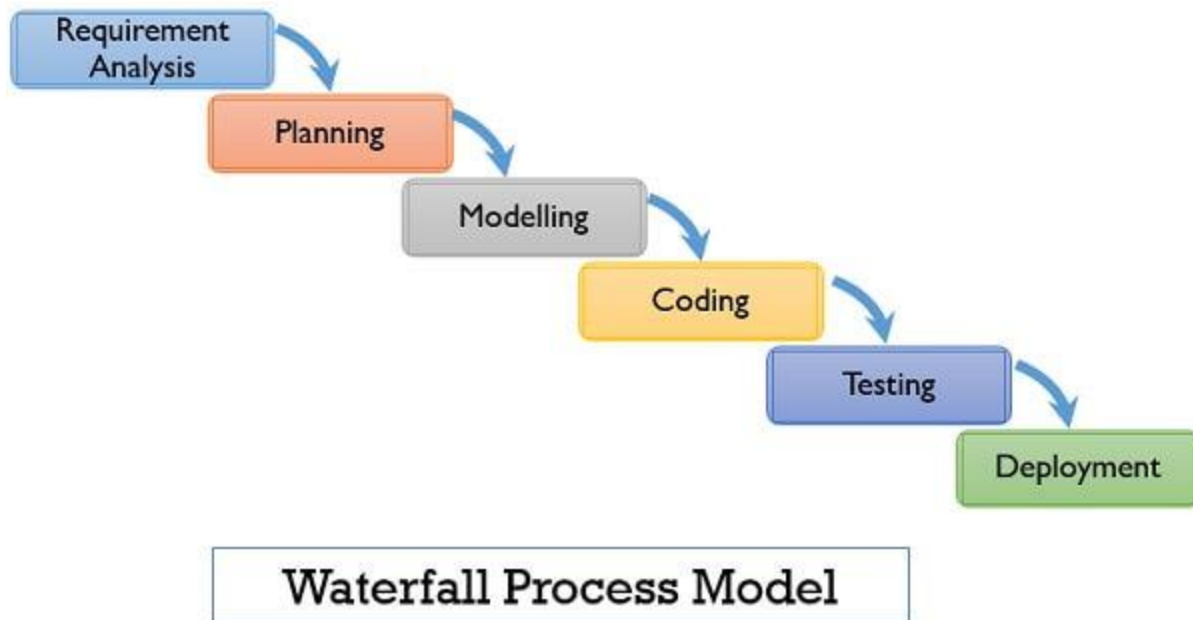 Requirement
Analysis
Planning
Modelling
Coding
Testing
Deployment
Waterfall Process Model